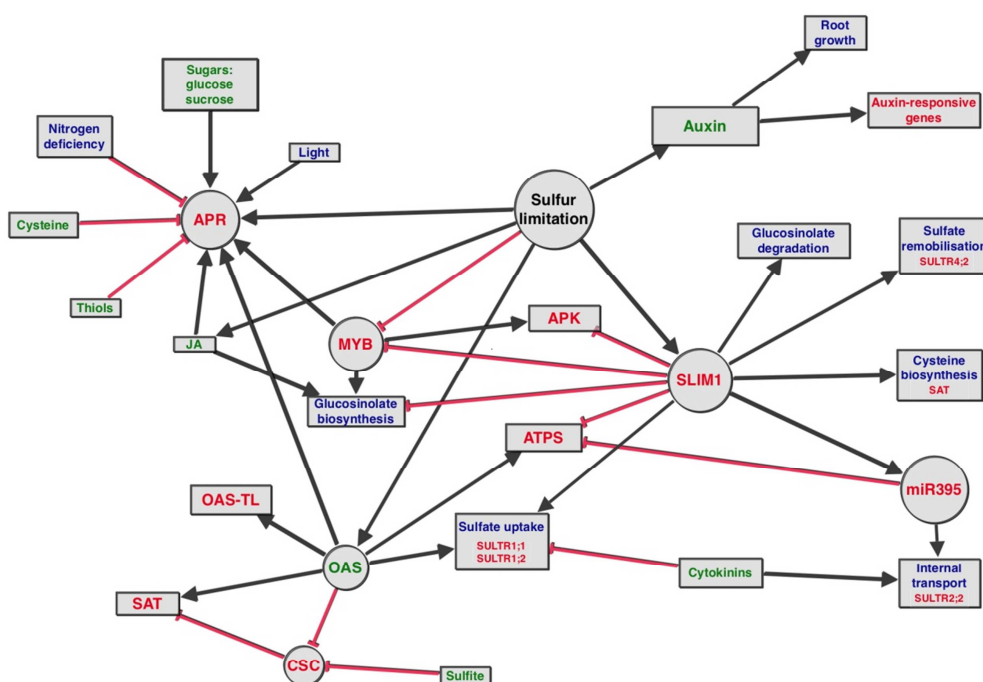 Root
growth
Sugars:
glucose
sucrose
Auxin-responsive
genes
Auxin
Nitrogen
deficiency
Light
Sulfur
limitation
APR
Cysteine
Glucosinolate
degradation
Sulfate
remobilisation
SULTR4;2
Thiols
APK
JA
MYB
SLIM1
Cysteine
biosynthesis
SAT
Glucosinolate
biosynthesis
ATPS
miR395
OAS-TL
Sulfate uptake
SULTR1;1
SULTR1;2
OAS
Cytokinins
Internal
transport
SULTR2;2
SAT
CSC
Sulfite